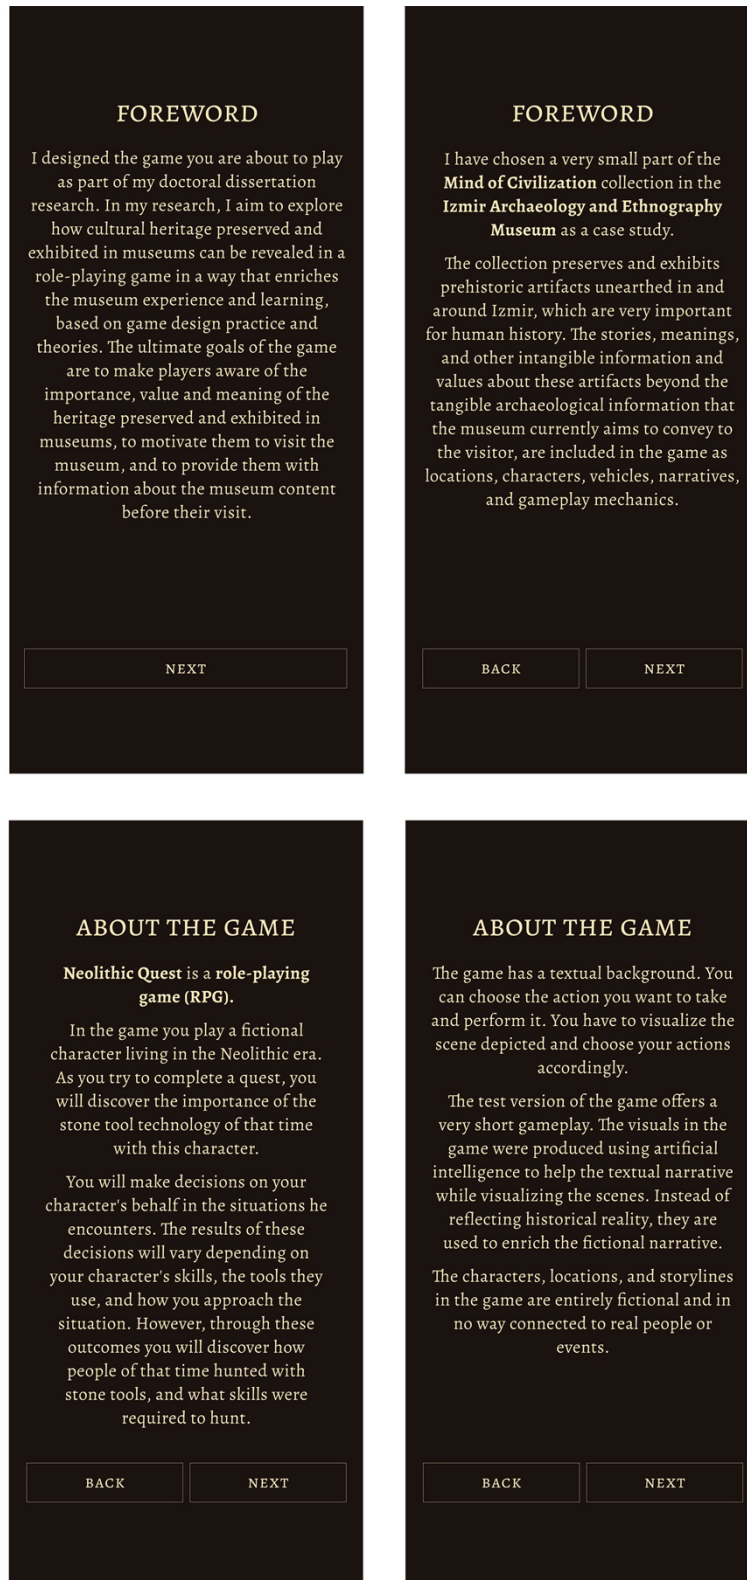 FOREWORD
I designed the game you are about to play
as part of my doctoral dissertation
research. In my research, I aim to explore
how cultural heritage preserved and
exhibited in museums can be revealed in a
role-playing game in a way that enriches
the museum experience and learning,
based on game design practice and
theories. The ultimate goals of the game
are to make players aware of the
importance, value and meaning of the
heritage preserved and exhibited in
museums, to motivate them to visit the
museum, and to provide them with
information about the museum content
before their visit.
NEXT
FOREWORD
I have chosen a very small part of the
Mind of Civilization collection in the
Izmir Archaeology and Ethnography
Museum as a case study.
The collection preserves and exhibits
prehistoric artifacts unearthed in and
around Izmir, which are very important
for human history. The stories, meanings,
and other intangible information and
values about these artifacts beyond the
tangible archaeological information that
the museum currently aims to convey to
the visitor, are included in the game as
locations, characters, vehicles, narratives,
and gameplay mechanics.
BACK
NEXT
ABOUT THE GAME
Neolithic Quest is a role-playing
game (RPG).
In the game you play a fictional
character living in the Neolithic era.
As you try to complete a quest, you
will discover the importance of the
stone tool technology of that time
with this character.
You will make decisions on your
character's behalf in the situations he
encounters. The results of these
decisions will vary depending on
your character's skills, the tools they
use, and how you approach the
situation. However, through these
outcomes you will discover how
people of that time hunted with
stone tools, and what skills were
required to hunt.
BACK
NEXT
ABOUT THE GAME
The game has a textual background. You
can choose the action you want to take
and perform it. You have to visualize the
scene depicted and choose your actions
accordingly.
The test version of the game offers a
very short gameplay. The visuals in the
game were produced using artificial
intelligence to help the textual narrative
while visualizing the scenes. Instead of
reflecting historical reality, they are
used to enrich the fictional narrative.
The characters, locations, and storylines
in the game are entirely fictional and in
no way connected to real people or
events.
BACK
NEXT